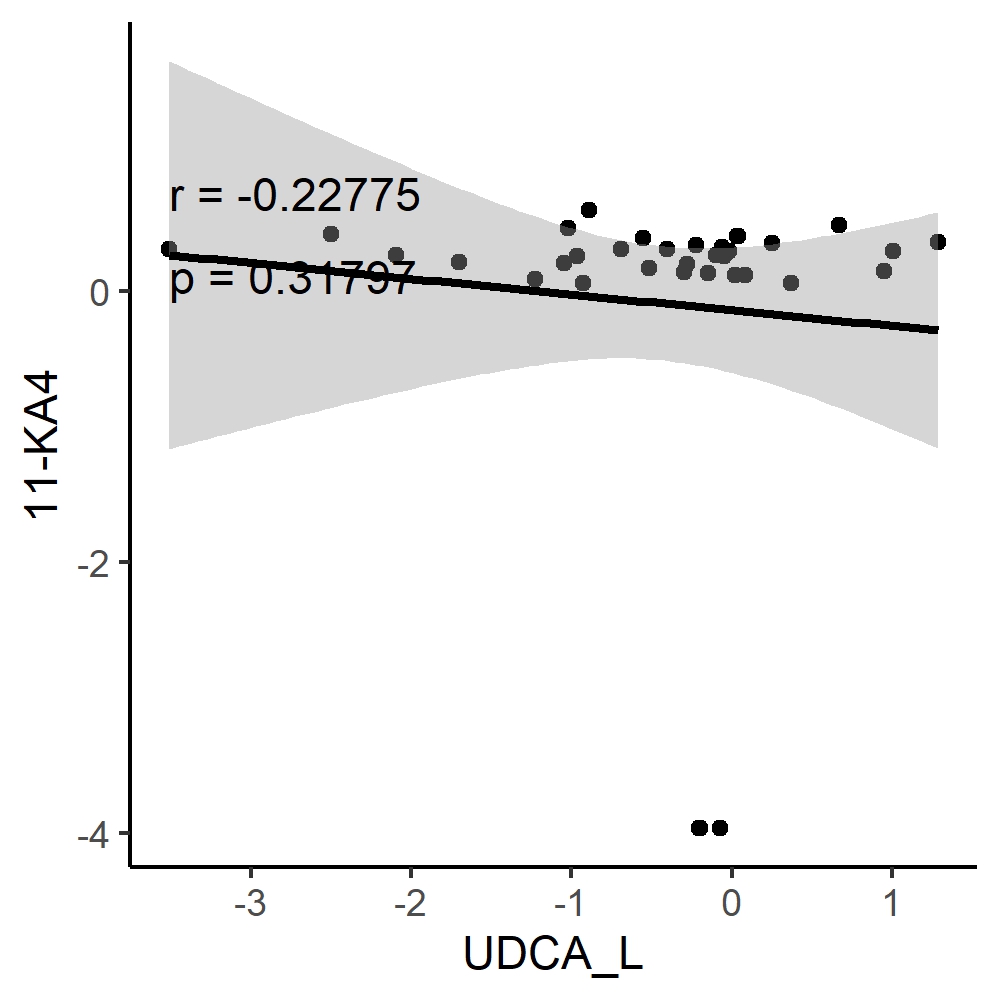 r = -0.22775
p = 0.31797
0
-2
-4
11-KA4
-3 -2 -1 0 1
UDCA_L